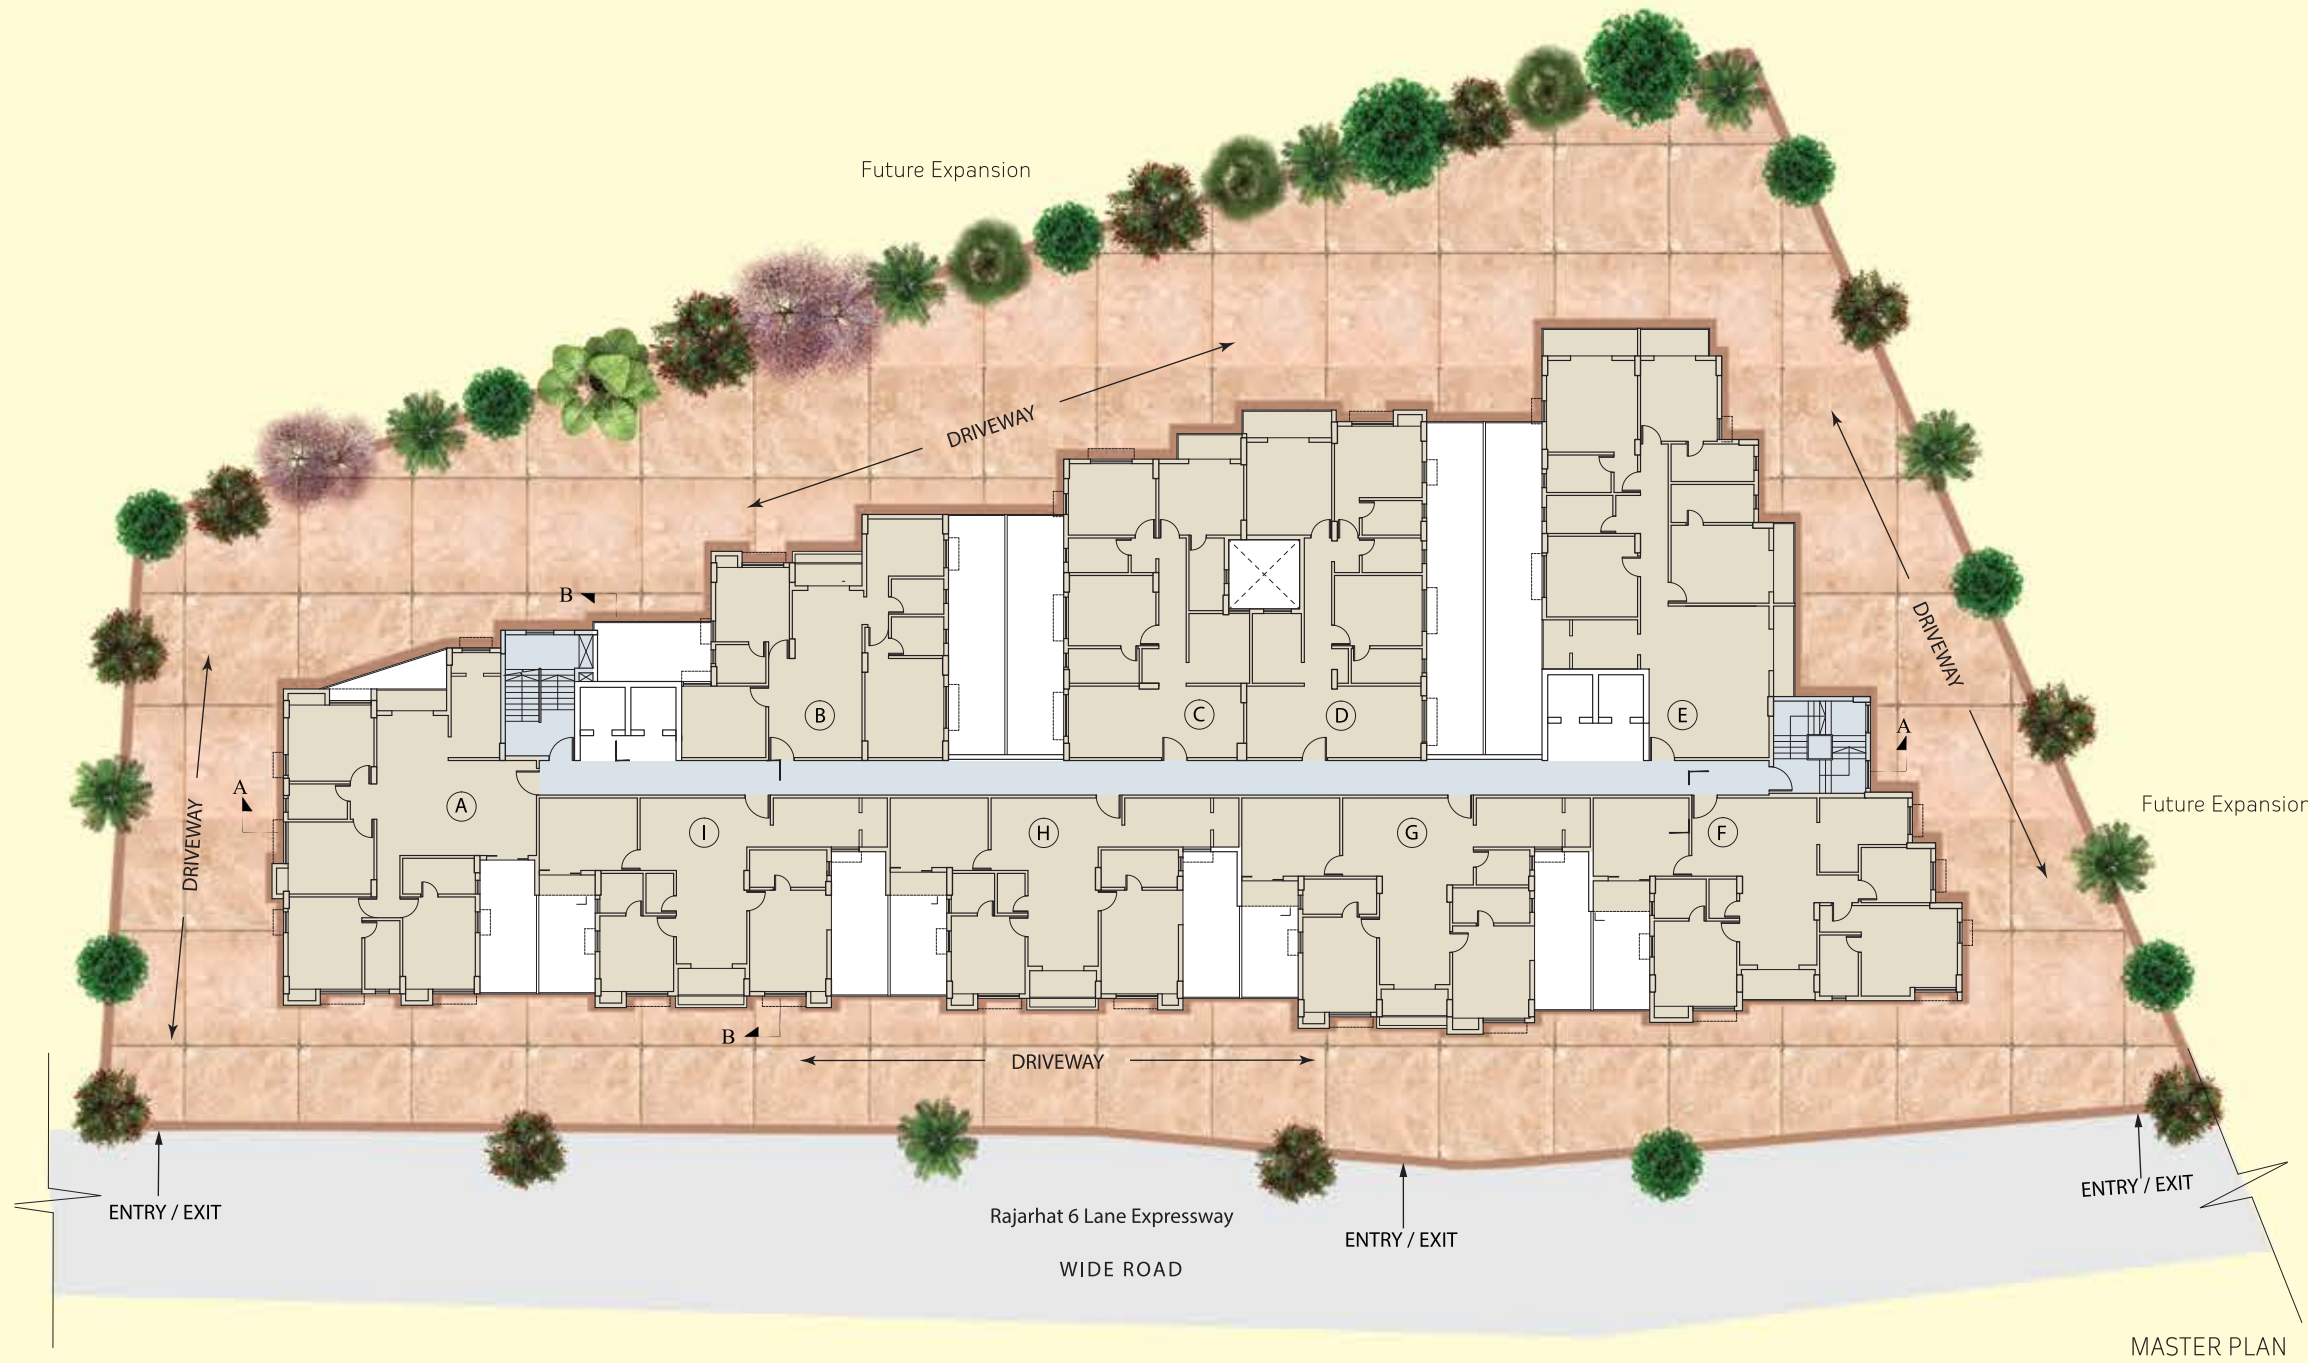 Future Expansion
DRIVEWAY
B
DRIVEWAY
B
C
D
E
A
A
A
Future Expansion
I
H
G
F
DRIVEWAY
B
DRIVEWAY
ENTRY / EXIT
Rajarhat 6 Lane Expressway
ENTRY / EXIT
ENTRY / EXIT
WIDE ROAD
MASTER PLAN